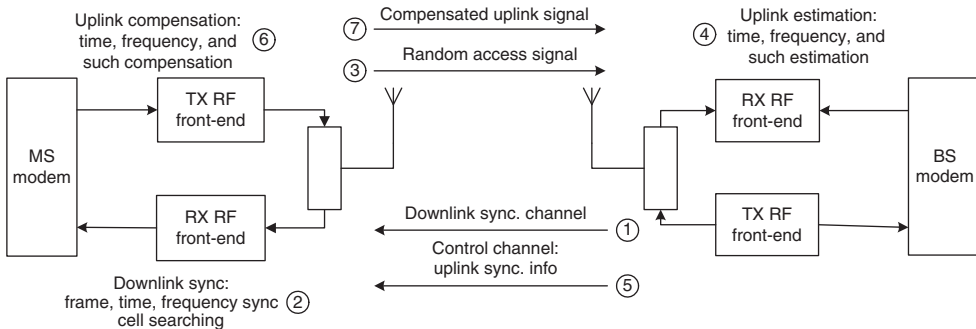 Uplink compensation:
time, frequency, and
such compensation
6
7
Compensated uplink signal
3
Random access signal
4
Uplink estimation:
time, frequency, and
such estimation
MS
modem
TX RF
front-end
RX RF
front-end
RX RF
front-end
TX RF
front-end
BS
modem
Downlink sync. channel
1
Control channel:
uplink sync. info
5
Downlink sync:
frame, time, frequency sync
cell searching
2